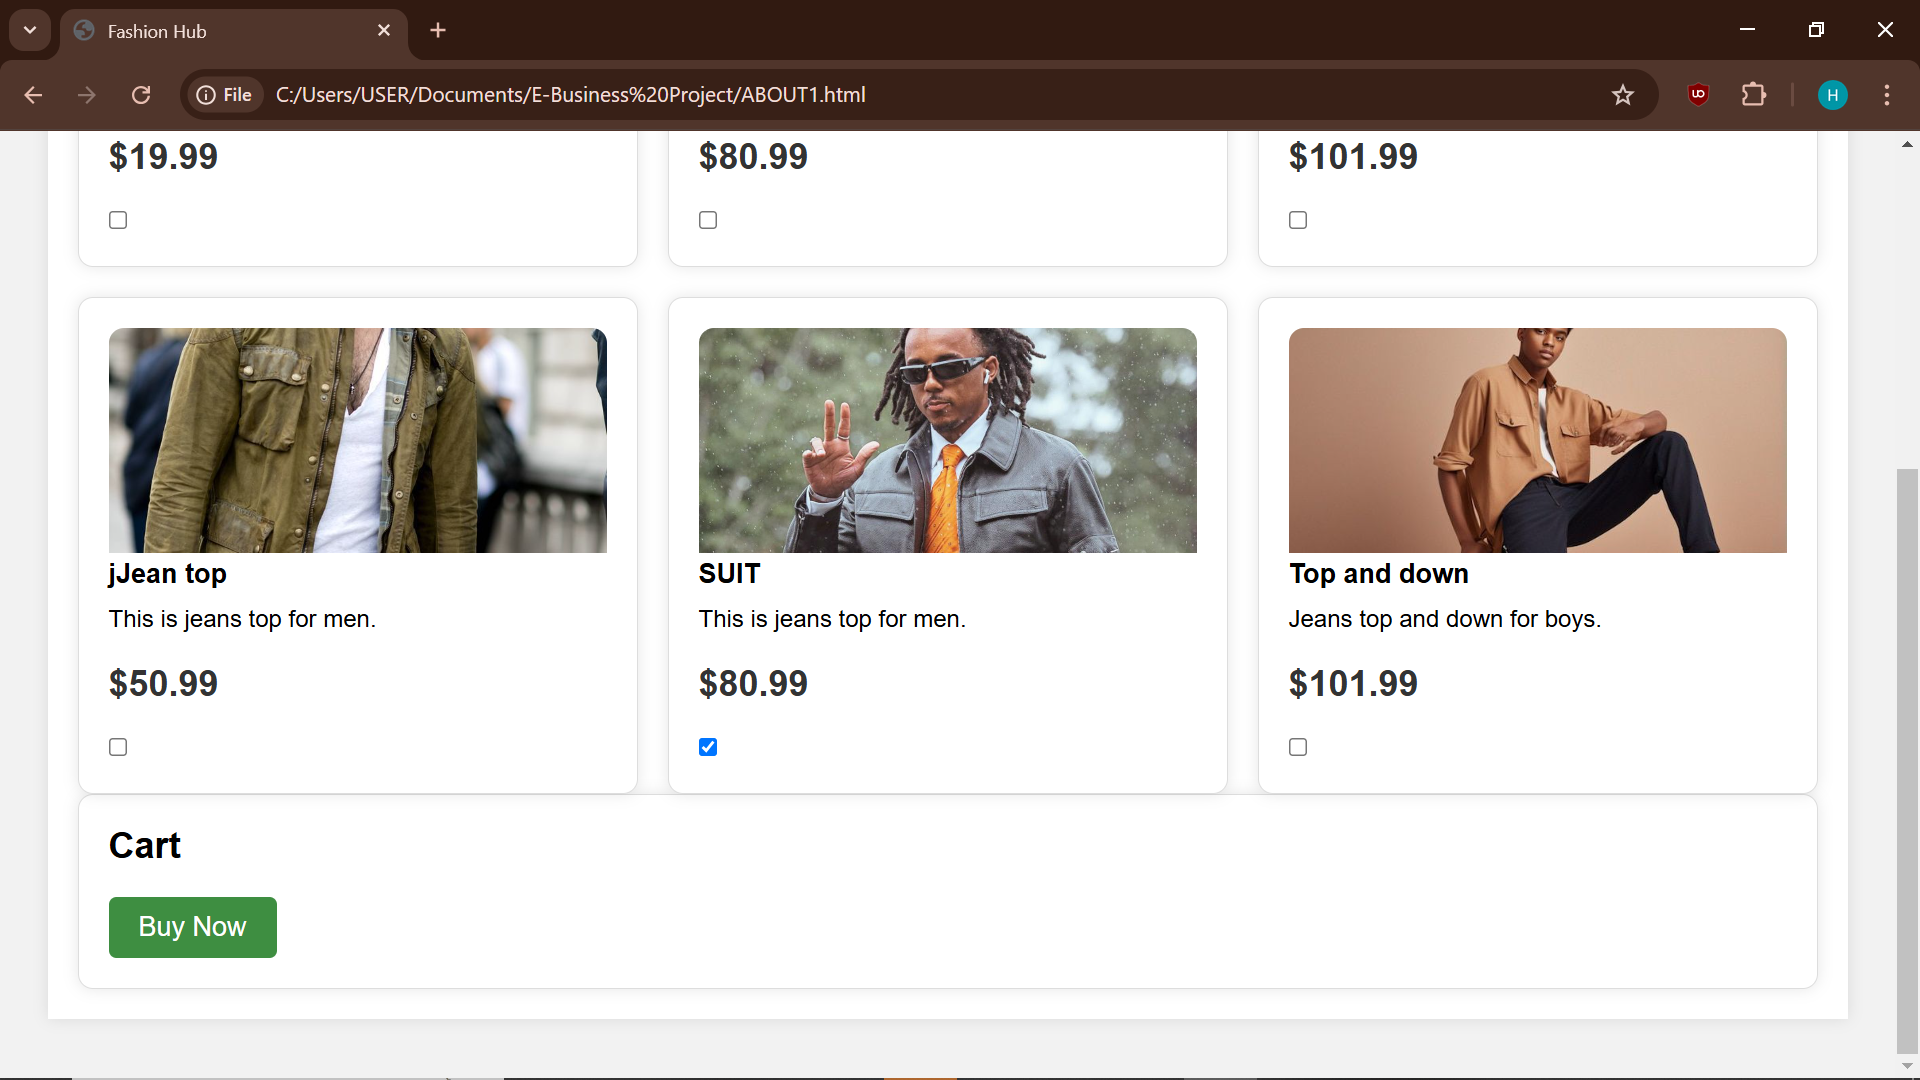 Fashion Hub
File
C:/Users/USER/Documents/E-Business%20Project/ABOUT1.html
H
$19.99
$80.99
$101.99
jJean top
This is jeans top for men.
$50.99
SUIT
This is jeans top for men.
$80.99
Top and down
Jeans top and down for boys.
$101.99
Cart
Buy Now